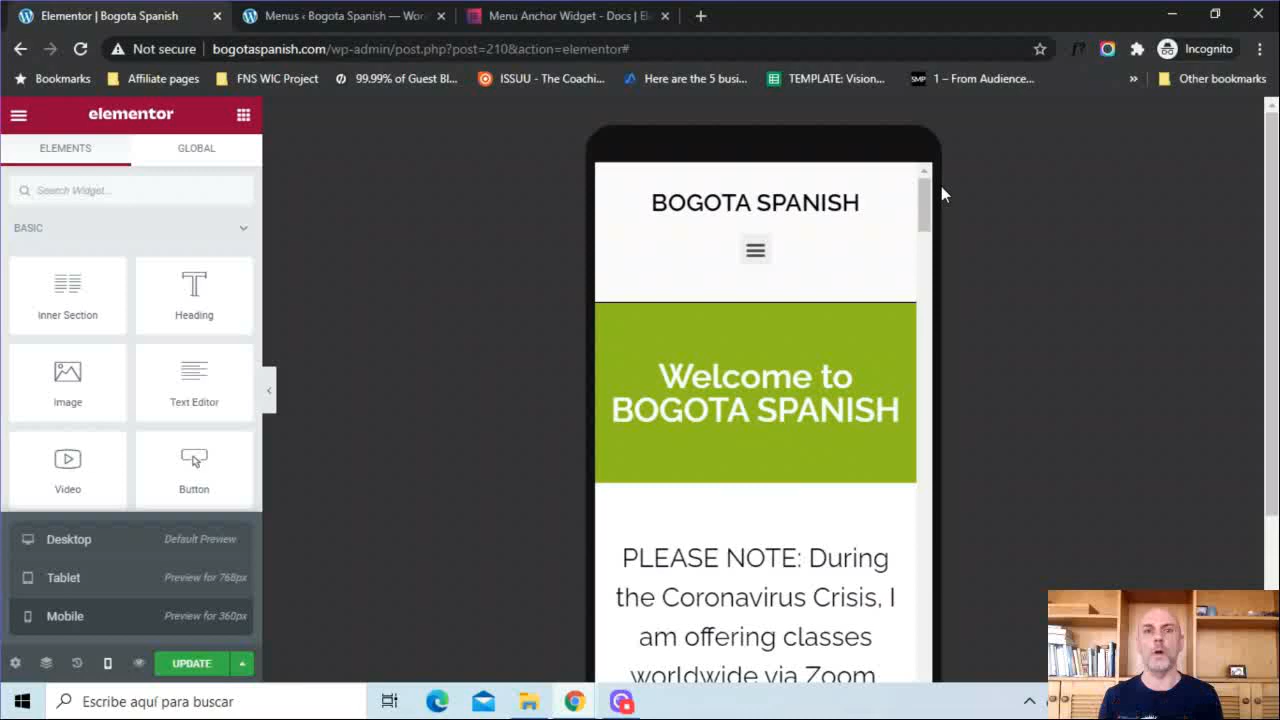 Elementor | Bogota Spanish
Menus ‹ Bogota Spanish — Wor
Menu Anchor Widget - Docs | El
Not secure
bogotaspanish.com/wp-admin/post.php?post=210&action=elementor#
Incognito
Bookmarks
Affiliate pages
FNS WIC Project
99.99% of Guest Bl...
ISSUU - The Coachi...
Here are the 5 busi...
TEMPLATE: Vision...
SMP
1 – From Audience...
»
Other bookmarks
elementor
ELEMENTS
GLOBAL
Search Widget...
BASIC
Inner Section
Heading
Image
Text Editor
Video
Button
Desktop
Default Preview
Tablet
Preview for 768px
Mobile
Preview for 360px
UPDATE
BOGOTA SPANISH
Welcome to
BOGOTA SPANISH
PLEASE NOTE: During
the Coronavirus Crisis, I
am offering classes
worldwide via Zoom
Escribe aquí para buscar